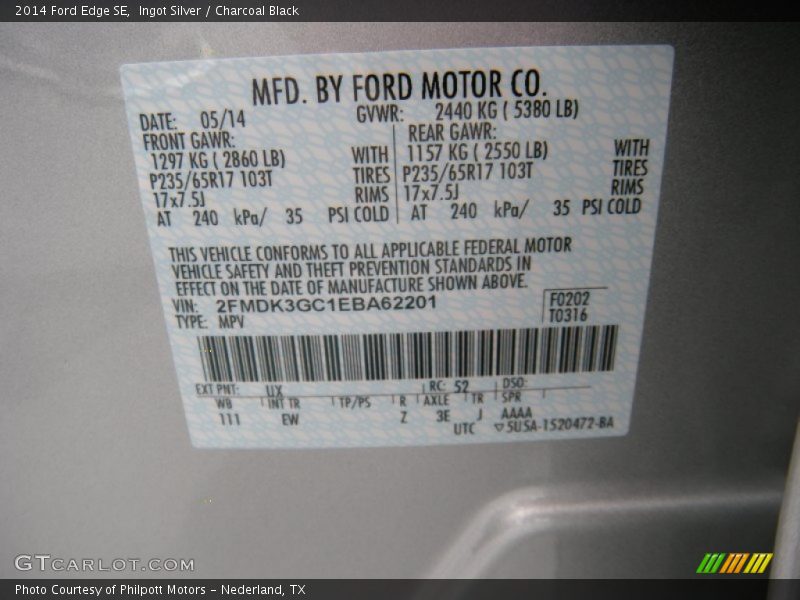 2014 Ford Edge SE, Ingot Silver / Charcoal Black
MFD. BY FORD MOTOR CO.
DATE: 05/14 GVWR: 2440 KG ( 5380 LB)
FRONT GAWR: REAR GAWR:
1297 KG ( 2860 LB) WITH 1157 KG ( 2550 LB) WITH
P235/65R17 103T TIRES P235/65R17 103T TIRES
17x7.5J RIMS 17x7.5J RIMS
AT 240 kPa/ 35 PSI COLD AT 240 kPa/ 35 PSI COLD
THIS VEHICLE CONFORMS TO ALL APPLICABLE FEDERAL MOTOR
VEHICLE SAFETY AND THEFT PREVENTION STANDARDS IN
EFFECT ON THE DATE OF MANUFACTURE SHOWN ABOVE.
VIN: 2FMDK3GC1EBA62201 F0202
TYPE: MPV T0316
EXT PNT: UX RC: 52 DSO:
WB INT TR TP/PS R AXLE TR SPR
111 EW Z 3E J AAAA
UTC ▽5USA-1520472-BA
GTCARLOT.COM
Photo Courtesy of Philpott Motors - Nederland, TX